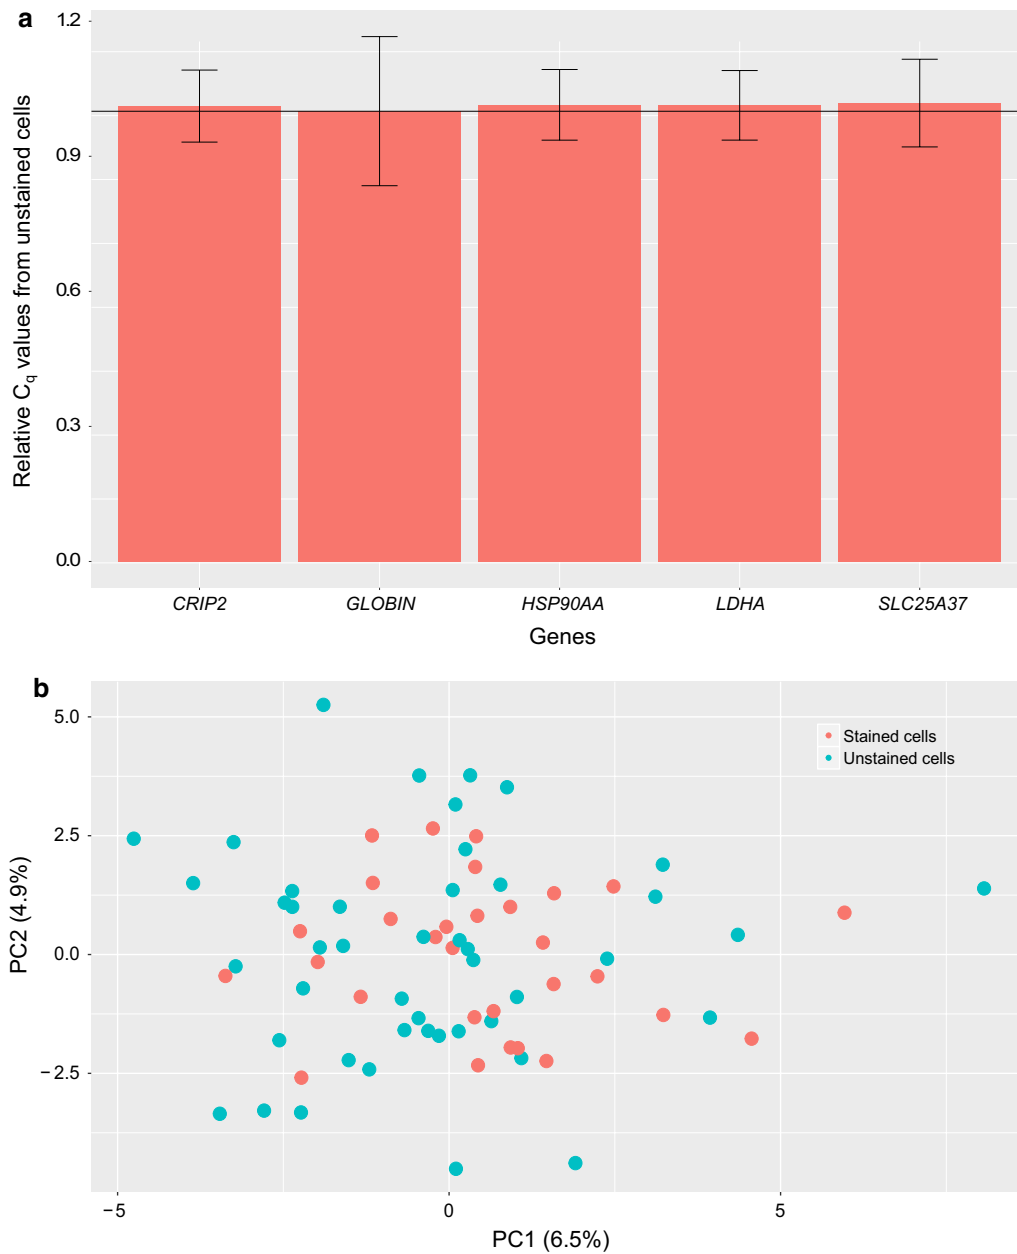 a
Relative Cq values from unstained cells
1.2
0.9
0.6
0.3
0.0
CRIP2 GLOBIN HSP90AA LDHA SLC25A37
Genes
b
PC2 (4.9%)
5.0
2.5
0.0
−2.5
Stained cells
Unstained cells
−5 0 5
PC1 (6.5%)